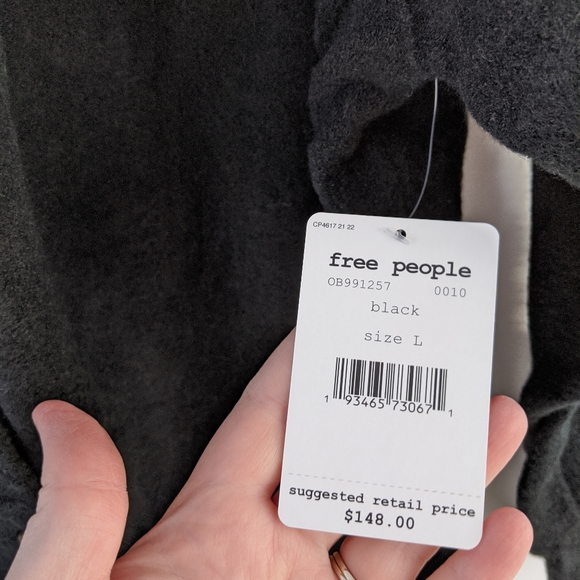 CP4617 21 22
free people
OB991257 0010
black
size L
1 93465 73067 1
suggested retail price
$148.00